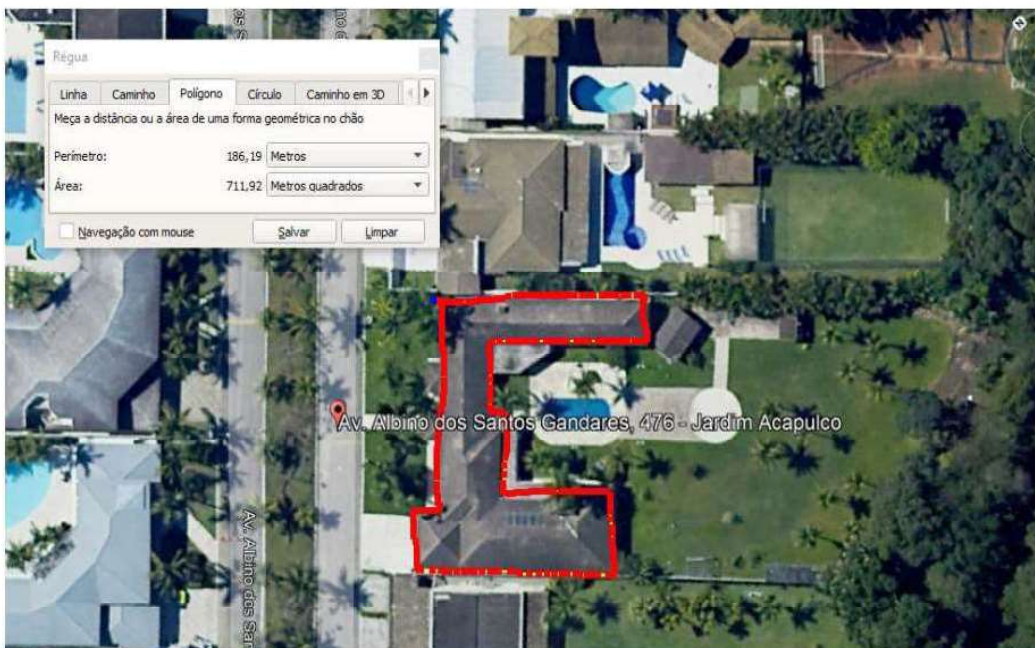 Régua
Linha Caminho Polígono Círculo Caminho em 3D
Meça a distância ou a área de uma forma geométrica no chão
Perímetro: 186,19 Metros
Área: 711,92 Metros quadrados
Navegação com mouse Salvar Limpar
Av. Albino dos Santos Gandares, 476 - Jardim Acapulco
Av. Albino dos San